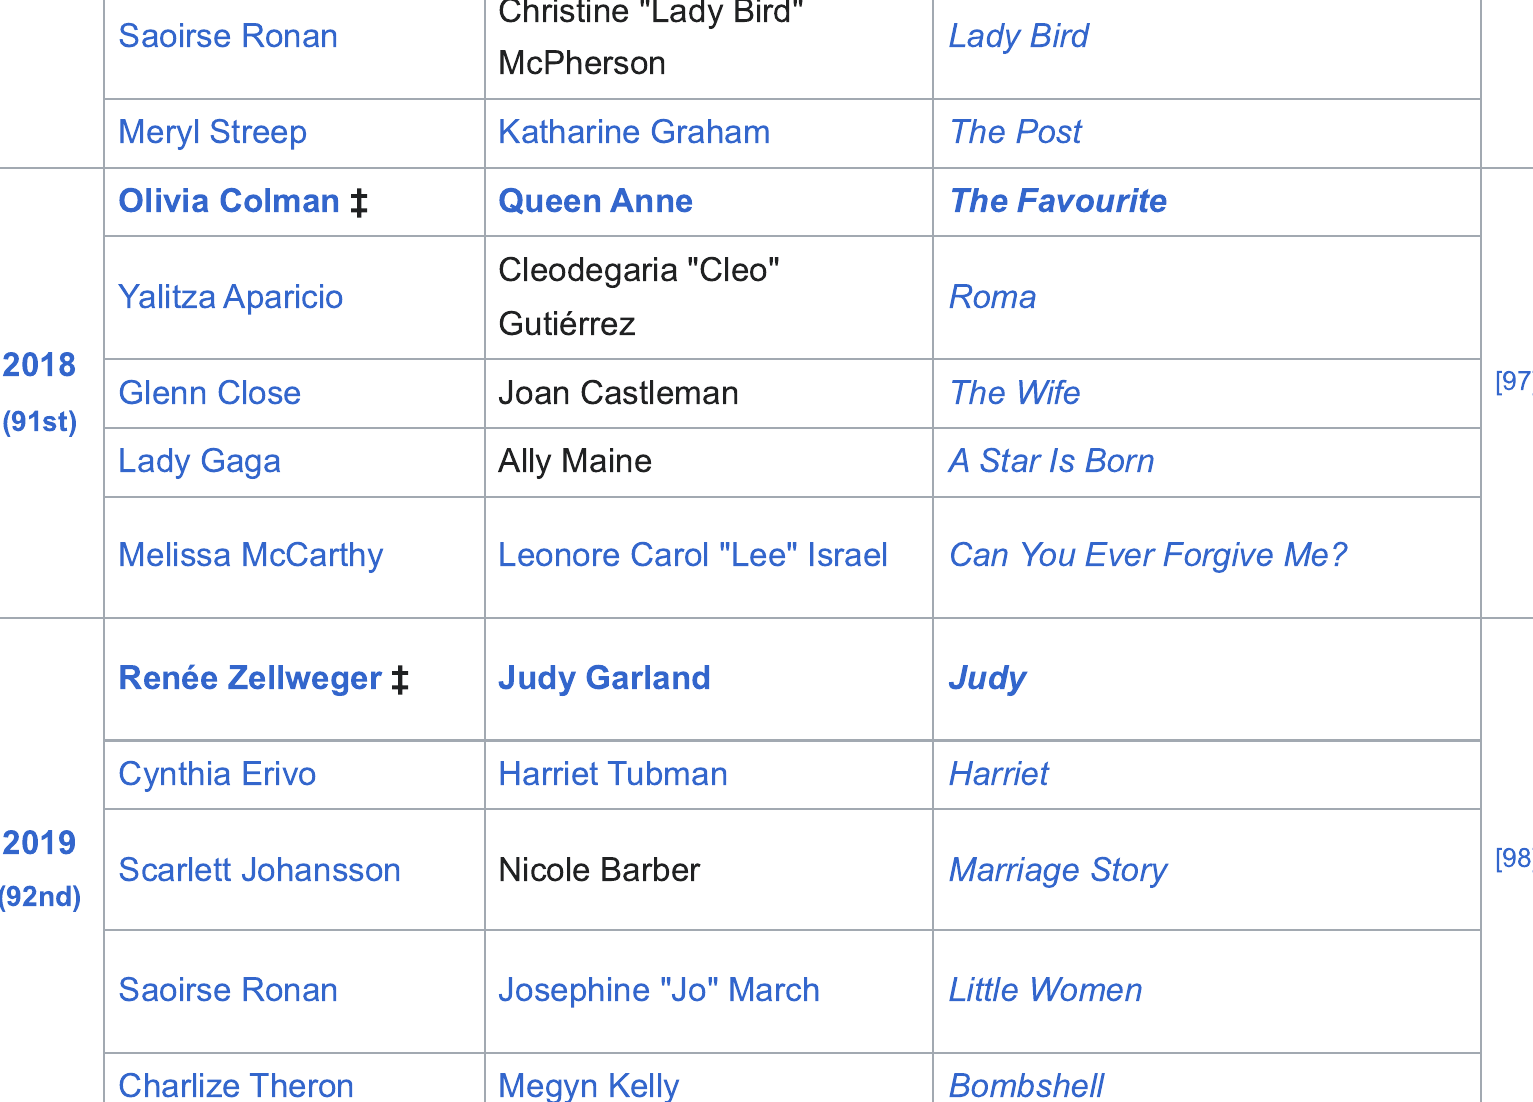 Saoirse Ronan
Christine "Lady Bird"
McPherson
Lady Bird
Meryl Streep
Katharine Graham
The Post
2018
(91st)
Olivia Colman ‡
Queen Anne
The Favourite
[97]
Yalitza Aparicio
Cleodegaria "Cleo"
Gutiérrez
Roma
Glenn Close
Joan Castleman
The Wife
Lady Gaga
Ally Maine
A Star Is Born
Melissa McCarthy
Leonore Carol "Lee" Israel
Can You Ever Forgive Me?
2019
(92nd)
Renée Zellweger ‡
Judy Garland
Judy
[98]
Cynthia Erivo
Harriet Tubman
Harriet
Scarlett Johansson
Nicole Barber
Marriage Story
Saoirse Ronan
Josephine "Jo" March
Little Women
Charlize Theron
Megyn Kelly
Bombshell